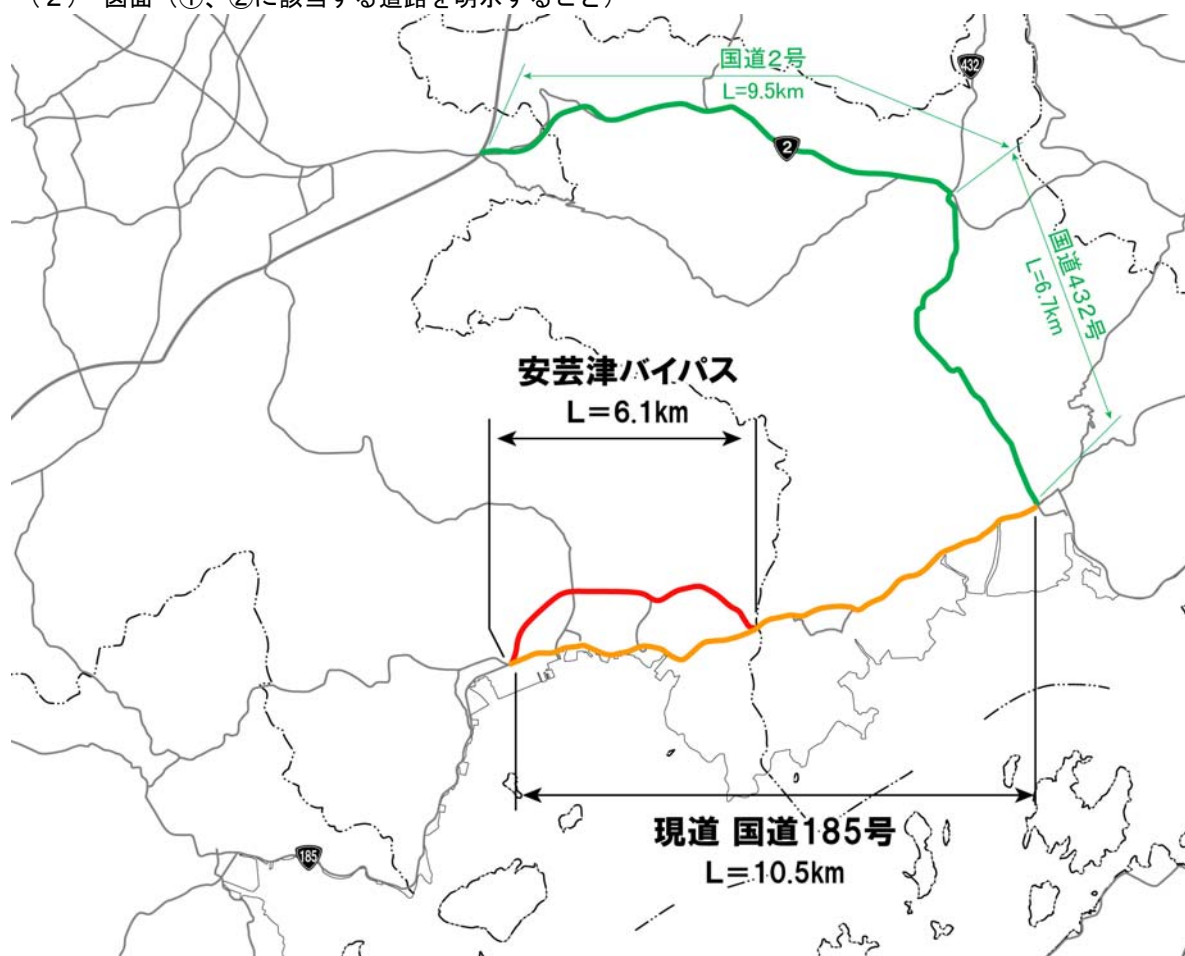 （２） 図面（①、②に該当する道路を明示すること）
国道2号
L=9.5km
432
2
国道432号
L=6.7km
安芸津バイパス
L=6.1km
現道 国道185号
L=10.5km
185